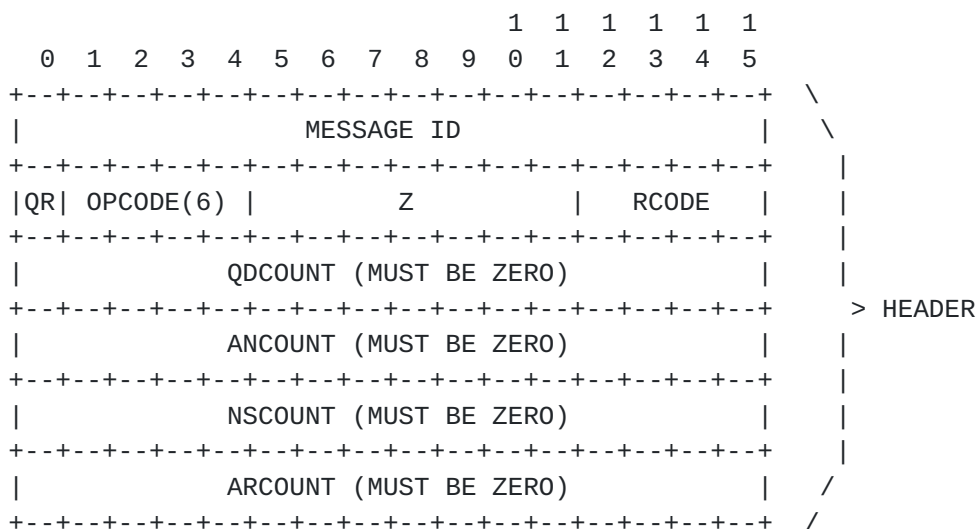 1  1  1  1  1  1
  0  1  2  3  4  5  6  7  8  9  0  1  2  3  4  5
+--+--+--+--+--+--+--+--+--+--+--+--+--+--+--+--+  \
|                  MESSAGE ID                   |   \
+--+--+--+--+--+--+--+--+--+--+--+--+--+--+--+--+    |
|QR| OPCODE(6) |         Z          |   RCODE   |    |
+--+--+--+--+--+--+--+--+--+--+--+--+--+--+--+--+    |
|             QDCOUNT (MUST BE ZERO)            |    |
+--+--+--+--+--+--+--+--+--+--+--+--+--+--+--+--+     > HEADER
|             ANCOUNT (MUST BE ZERO)            |    |
+--+--+--+--+--+--+--+--+--+--+--+--+--+--+--+--+    |
|             NSCOUNT (MUST BE ZERO)            |    |
+--+--+--+--+--+--+--+--+--+--+--+--+--+--+--+--+    |
|             ARCOUNT (MUST BE ZERO)            |   /
+--+--+--+--+--+--+--+--+--+--+--+--+--+--+--+--+  /